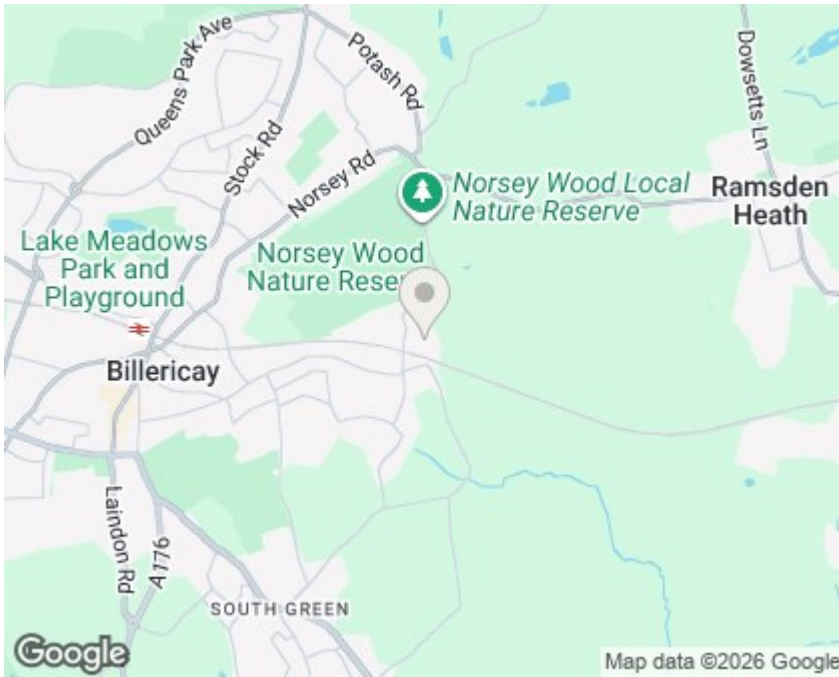 Queens Park Ave
Potash Rd
Dowsetts Ln
Stock Rd
Norsey Rd
Norsey Wood Local
Nature Reserve
Ramsden
Heath
Lake Meadows
Park and
Playground
Norsey Wood
Nature Reser
Billericay
Laindon Rd
A176
SOUTH GREEN
Google
Map data ©2026 Google